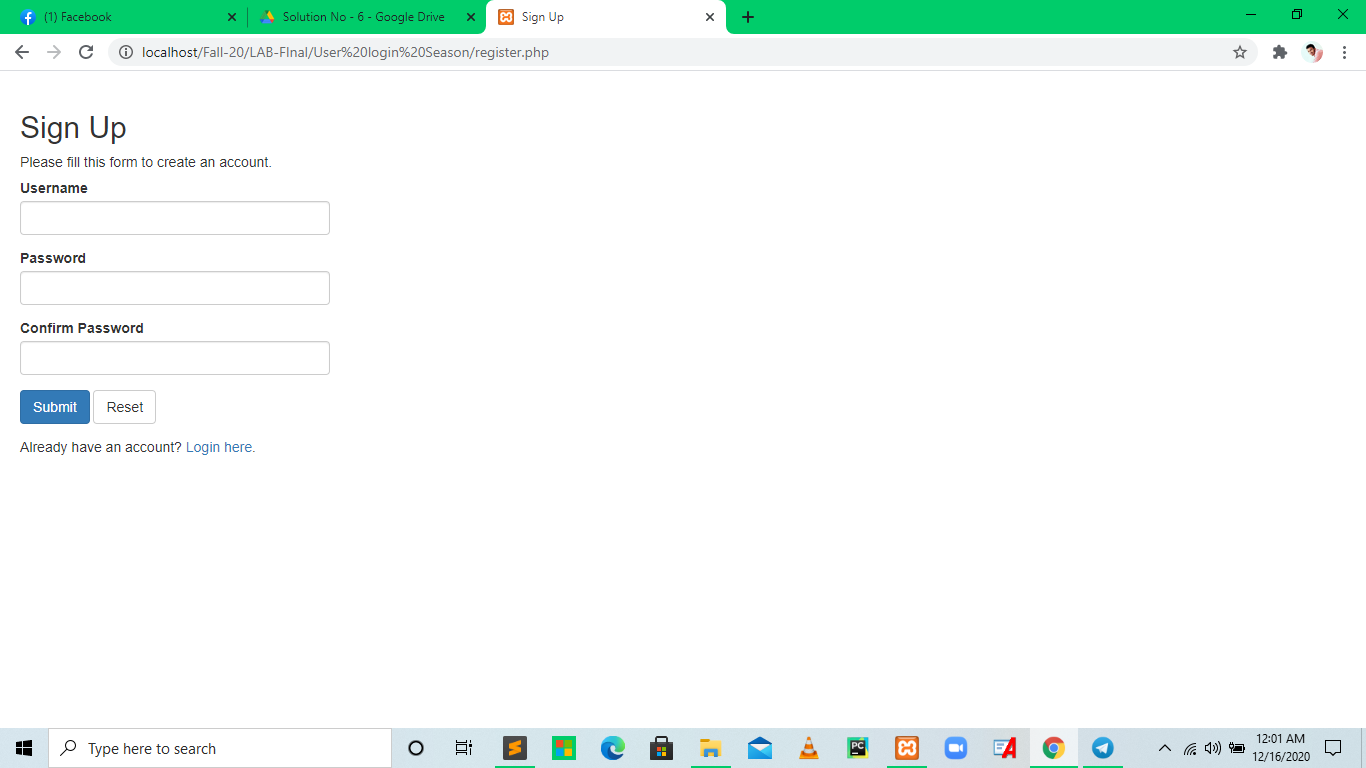 (1) Facebook
Solution No - 6 - Google Drive
Sign Up
localhost/Fall-20/LAB-FInal/User%20login%20Season/register.php
Sign Up
Please fill this form to create an account.
Username
Password
Confirm Password
Submit Reset
Already have an account? Login here.
Type here to search
PC
12:01 AM
12/16/2020